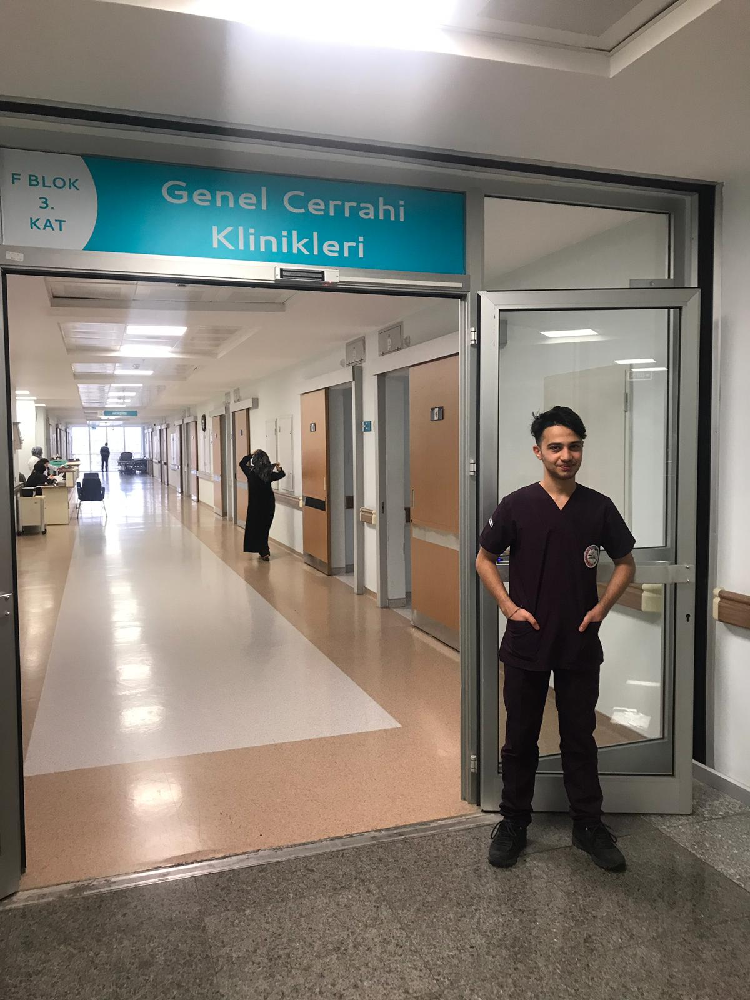 F BLOK
3.
KAT
Genel Cerrahi
Klinikleri